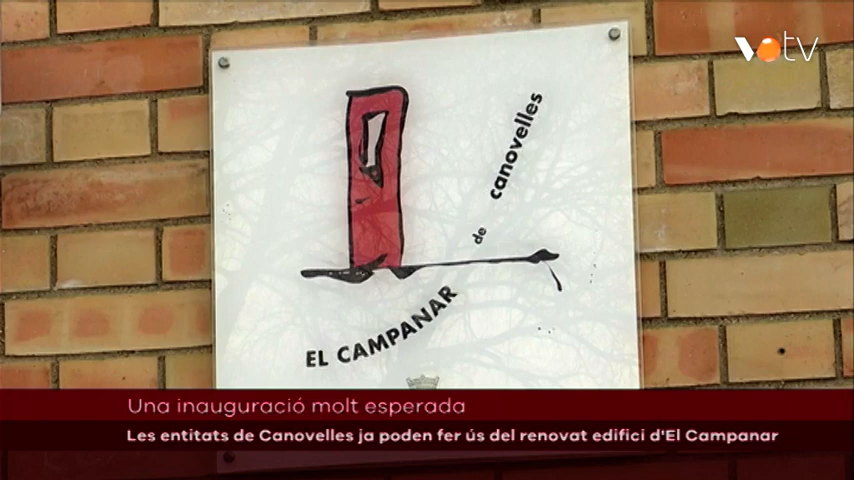 votv
de canovelles
EL CAMPANAR
Una inauguració molt esperada
Les entitats de Canovelles ja poden fer ús del renovat edifici d'El Campanar